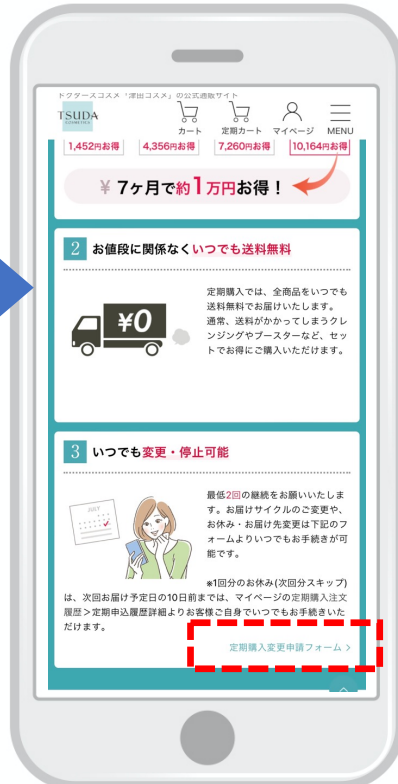 ドクターズコスメ「津田コスメ」の公式通販サイト
TSUDA
COSMETICS
カート 定期カート マイページ MENU
1,452円お得 4,356円お得 7,260円お得 10,164円お得
¥ 7ヶ月で約1万円お得！
2 お値段に関係なくいつでも送料無料
¥0
定期購入では、全商品をいつでも
送料無料でお届けいたします。
通常、送料がかかってしまうクレ
ンジングやブースターなど、セッ
トでお得にご購入いただけます。
3 いつでも変更・停止可能
JULY
最低2回の継続をお願いいたしま
す。お届けサイクルのご変更や、
お休み・お届け先変更は下記のフ
ォームよりいつでもお手続きが可
能です。
※1回分のお休み(次回分スキップ)
は、次回お届け予定日の10日前までは、マイページの定期購入注文
履歴＞定期申込履歴詳細よりお客様ご自身でいつでもお手続きいた
だけます。
定期購入変更申請フォーム >